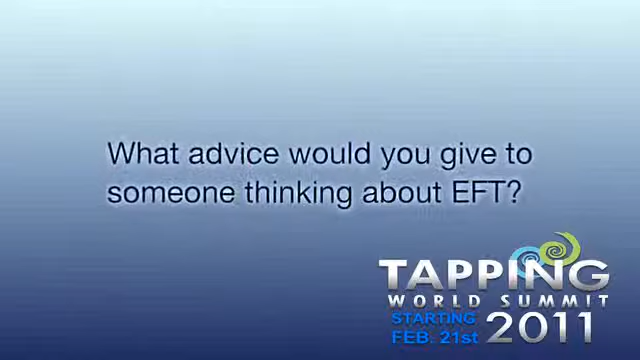 What advice would you give to
someone thinking about EFT?
TAPPING
WORLD SUMMIT
STARTING
FEB. 21st 2011